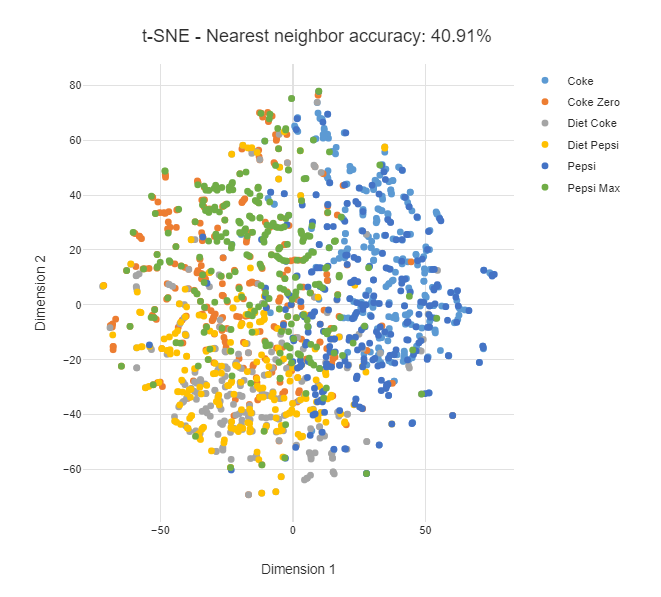 t-SNE - Nearest neighbor accuracy: 40.91%
Coke
Coke Zero
Diet Coke
Diet Pepsi
Pepsi
Pepsi Max
80
60
40
20
0
−20
−40
−60
−50
0
50
Dimension 2
Dimension 1